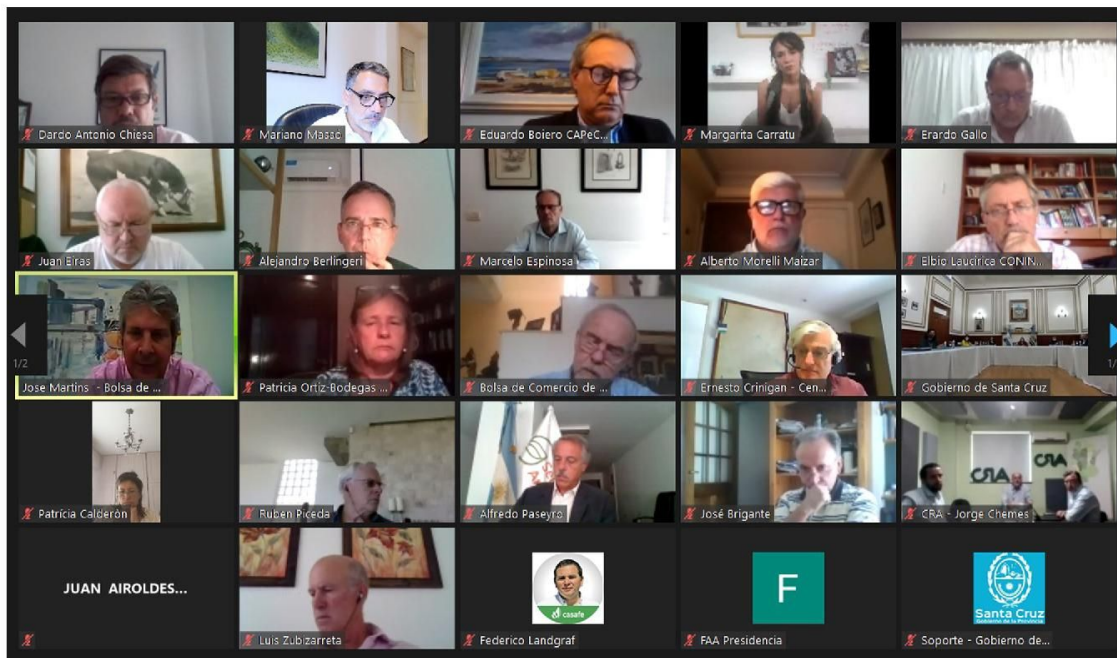 Dardo Antonio Chiesa
Mariano Masso
Eduardo Boiero CAPeC...
Margarita Carratu
Erardo Gallo
Juan Eiras
Alejandro Berlingeri
Marcelo Espinosa
Alberto Morelli Maizar
Elbio Laucirica CONIN...
1/2
Jose Martins - Bolsa de ...
Patricia Ortiz-Bodegas ...
Bolsa de Comercio de ...
Ernesto Crinigan - Cen...
Gobierno de Santa Cruz
Patrícia Calderón
Ruben Piceda
Alfredo Paseyro
José Brigante
CRA
CRA
CRA - Jorge Chemes
JUAN AIROLDES...
Luis Zubizarreta
casafe
Federico Landgraf
F
FAA Presidencia
Santa Cruz
Gobierno de la Provincia
Soporte - Gobierno de...